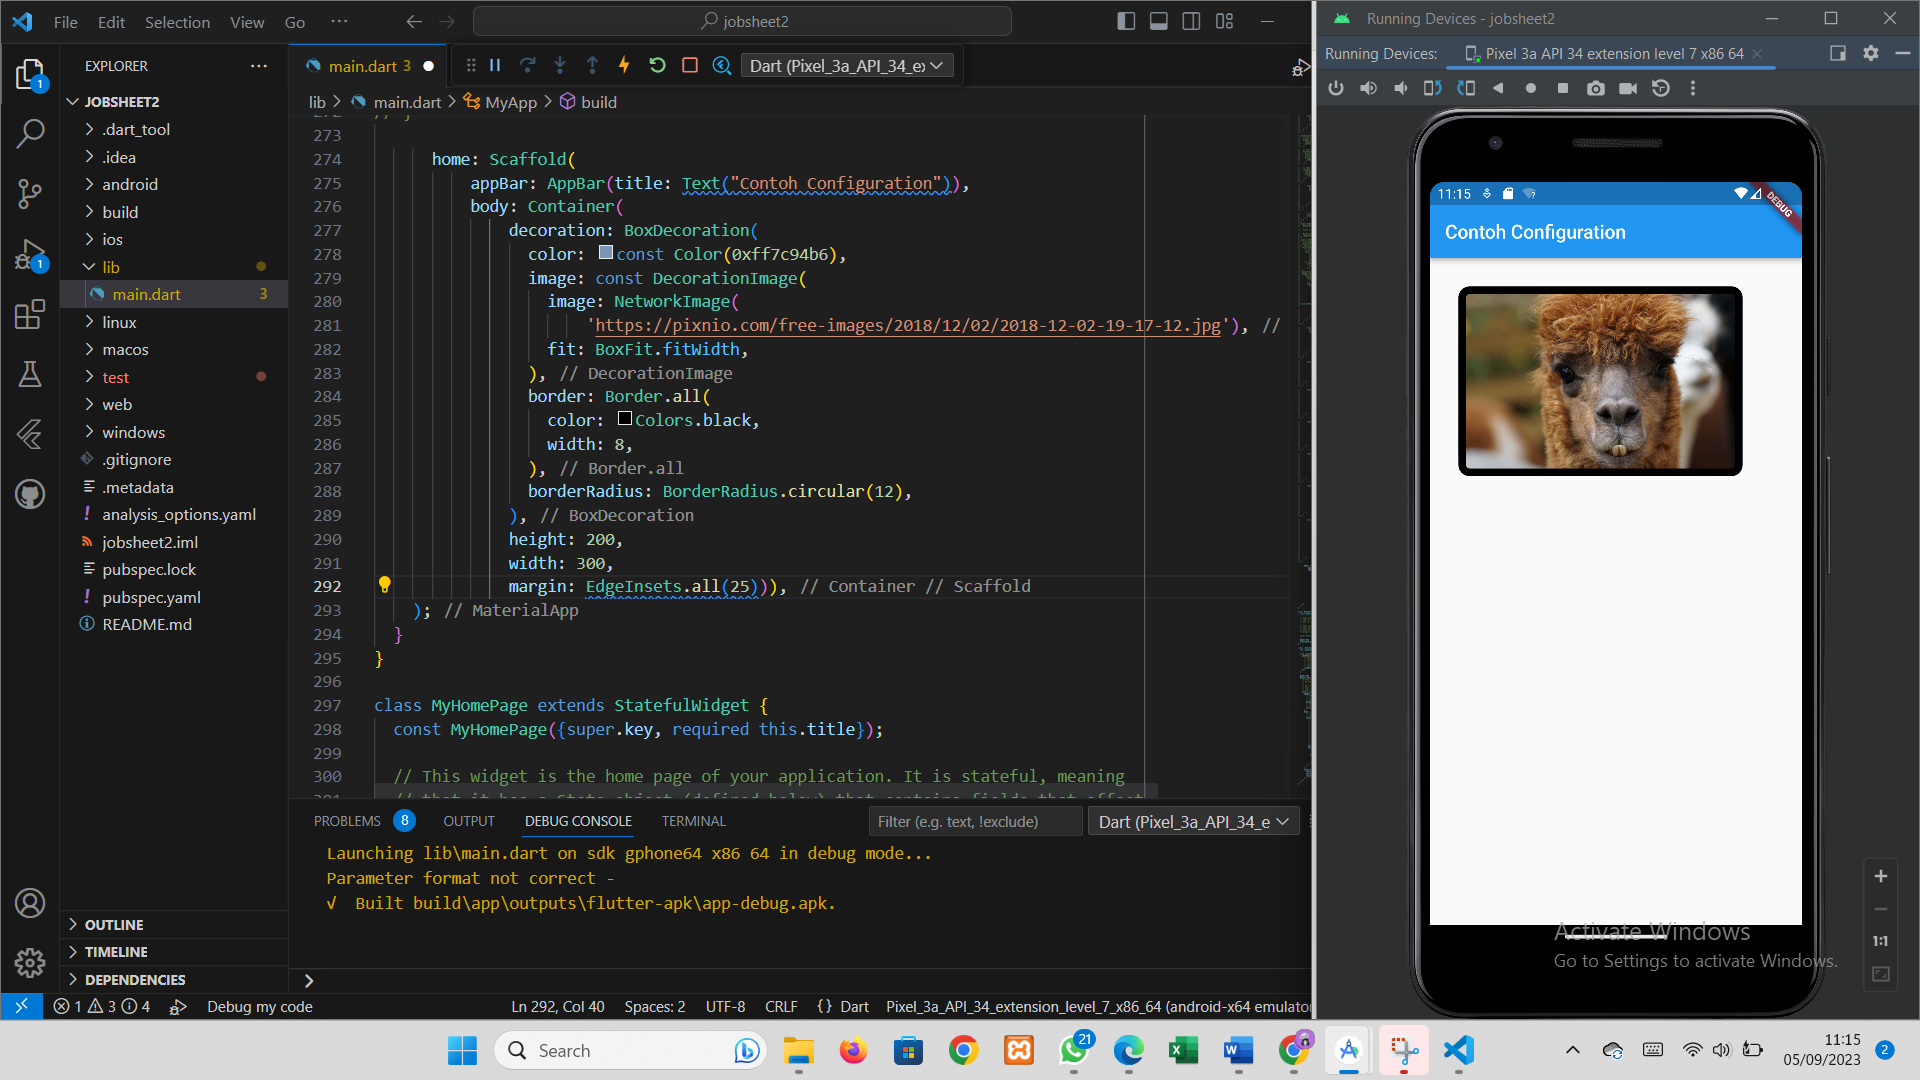 File Edit Selection View Go ··· jobsheet2
EXPLORER
JOBSHEET2
.dart_tool
.idea
android
build
ios
lib
main.dart 3
linux
macos
test
web
windows
.gitignore
.metadata
analysis_options.yaml
jobsheet2.iml
pubspec.lock
pubspec.yaml
README.md
OUTLINE
TIMELINE
DEPENDENCIES
1
1
main.dart 3
Dart (Pixel_3a_API_34_e
lib > main.dart > MyApp > build
273
274 home: Scaffold(
275 appBar: AppBar(title: Text("Contoh Configuration")),
276 body: Container(
277 decoration: BoxDecoration(
278 color: const Color(0xff7c94b6),
279 image: const DecorationImage(
280 image: NetworkImage(
281 'https://pixnio.com/free-images/2018/12/02/2018-12-02-19-17-12.jpg'), //
282 fit: BoxFit.fitWidth,
283 ), // DecorationImage
284 border: Border.all(
285 color: Colors.black,
286 width: 8,
287 ), // Border.all
288 borderRadius: BorderRadius.circular(12),
289 ), // BoxDecoration
290 height: 200,
291 width: 300,
292 margin: EdgeInsets.all(25))), // Container // Scaffold
293 ); // MaterialApp
294 }
295 }
296
297 class MyHomePage extends StatefulWidget {
298 const MyHomePage({super.key, required this.title});
299
300 // This widget is the home page of your application. It is stateful, meaning
PROBLEMS 8 OUTPUT DEBUG CONSOLE TERMINAL Filter (e.g. text, !exclude) Dart (Pixel_3a_API_34_e
Launching lib\main.dart on sdk gphone64 x86 64 in debug mode...
Parameter format not correct -
√ Built build\app\outputs\flutter-apk\app-debug.apk.
1 3 4 Debug my code Ln 292, Col 40 Spaces: 2 UTF-8 CRLF {} Dart Pixel_3a_API_34_extension_level_7_x86_64 (android-x64 emulator
Running Devices - jobsheet2
Running Devices: Pixel 3a API 34 extension level 7 x86 64
11:15
DEBUG
Contoh Configuration
1:1
Activate Windows
Go to Settings to activate Windows.
Search
21
11:15
05/09/2023
2